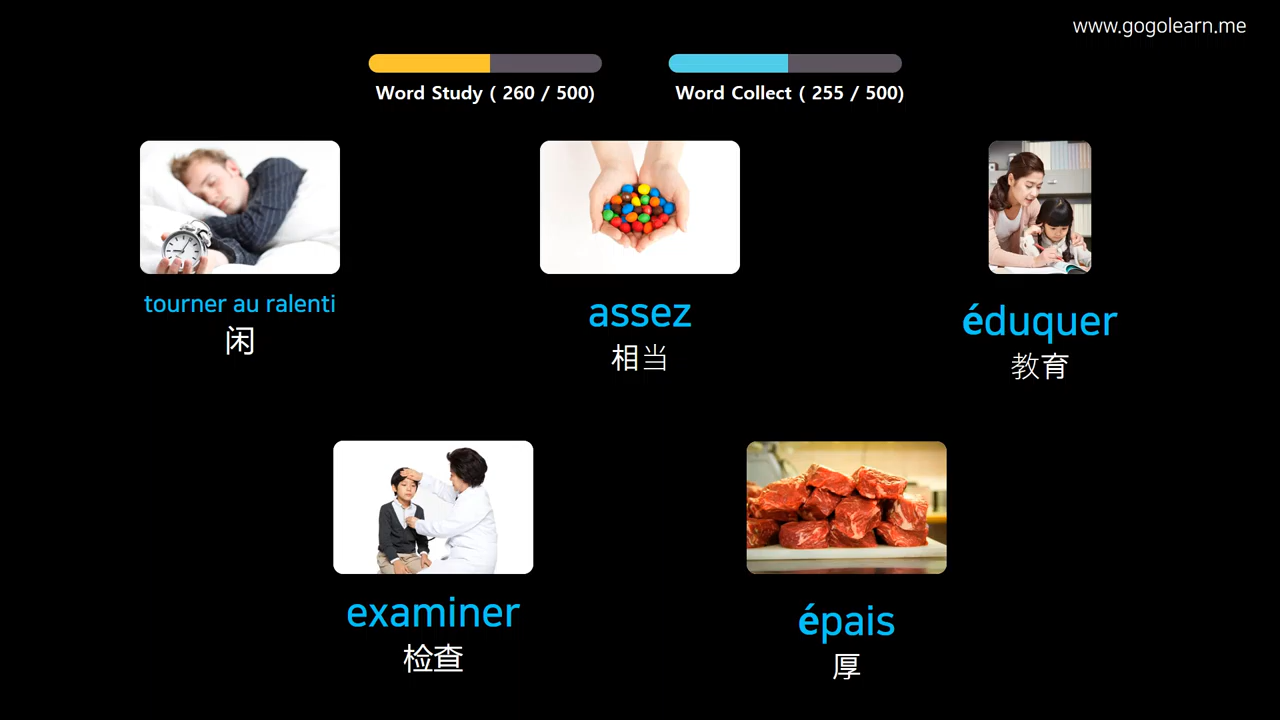 www.gogolearn.me
Word Study ( 260 / 500)
Word Collect ( 255 / 500)
tourner au ralenti
闲
assez
相当
éduquer
教育
examiner
检查
épais
厚